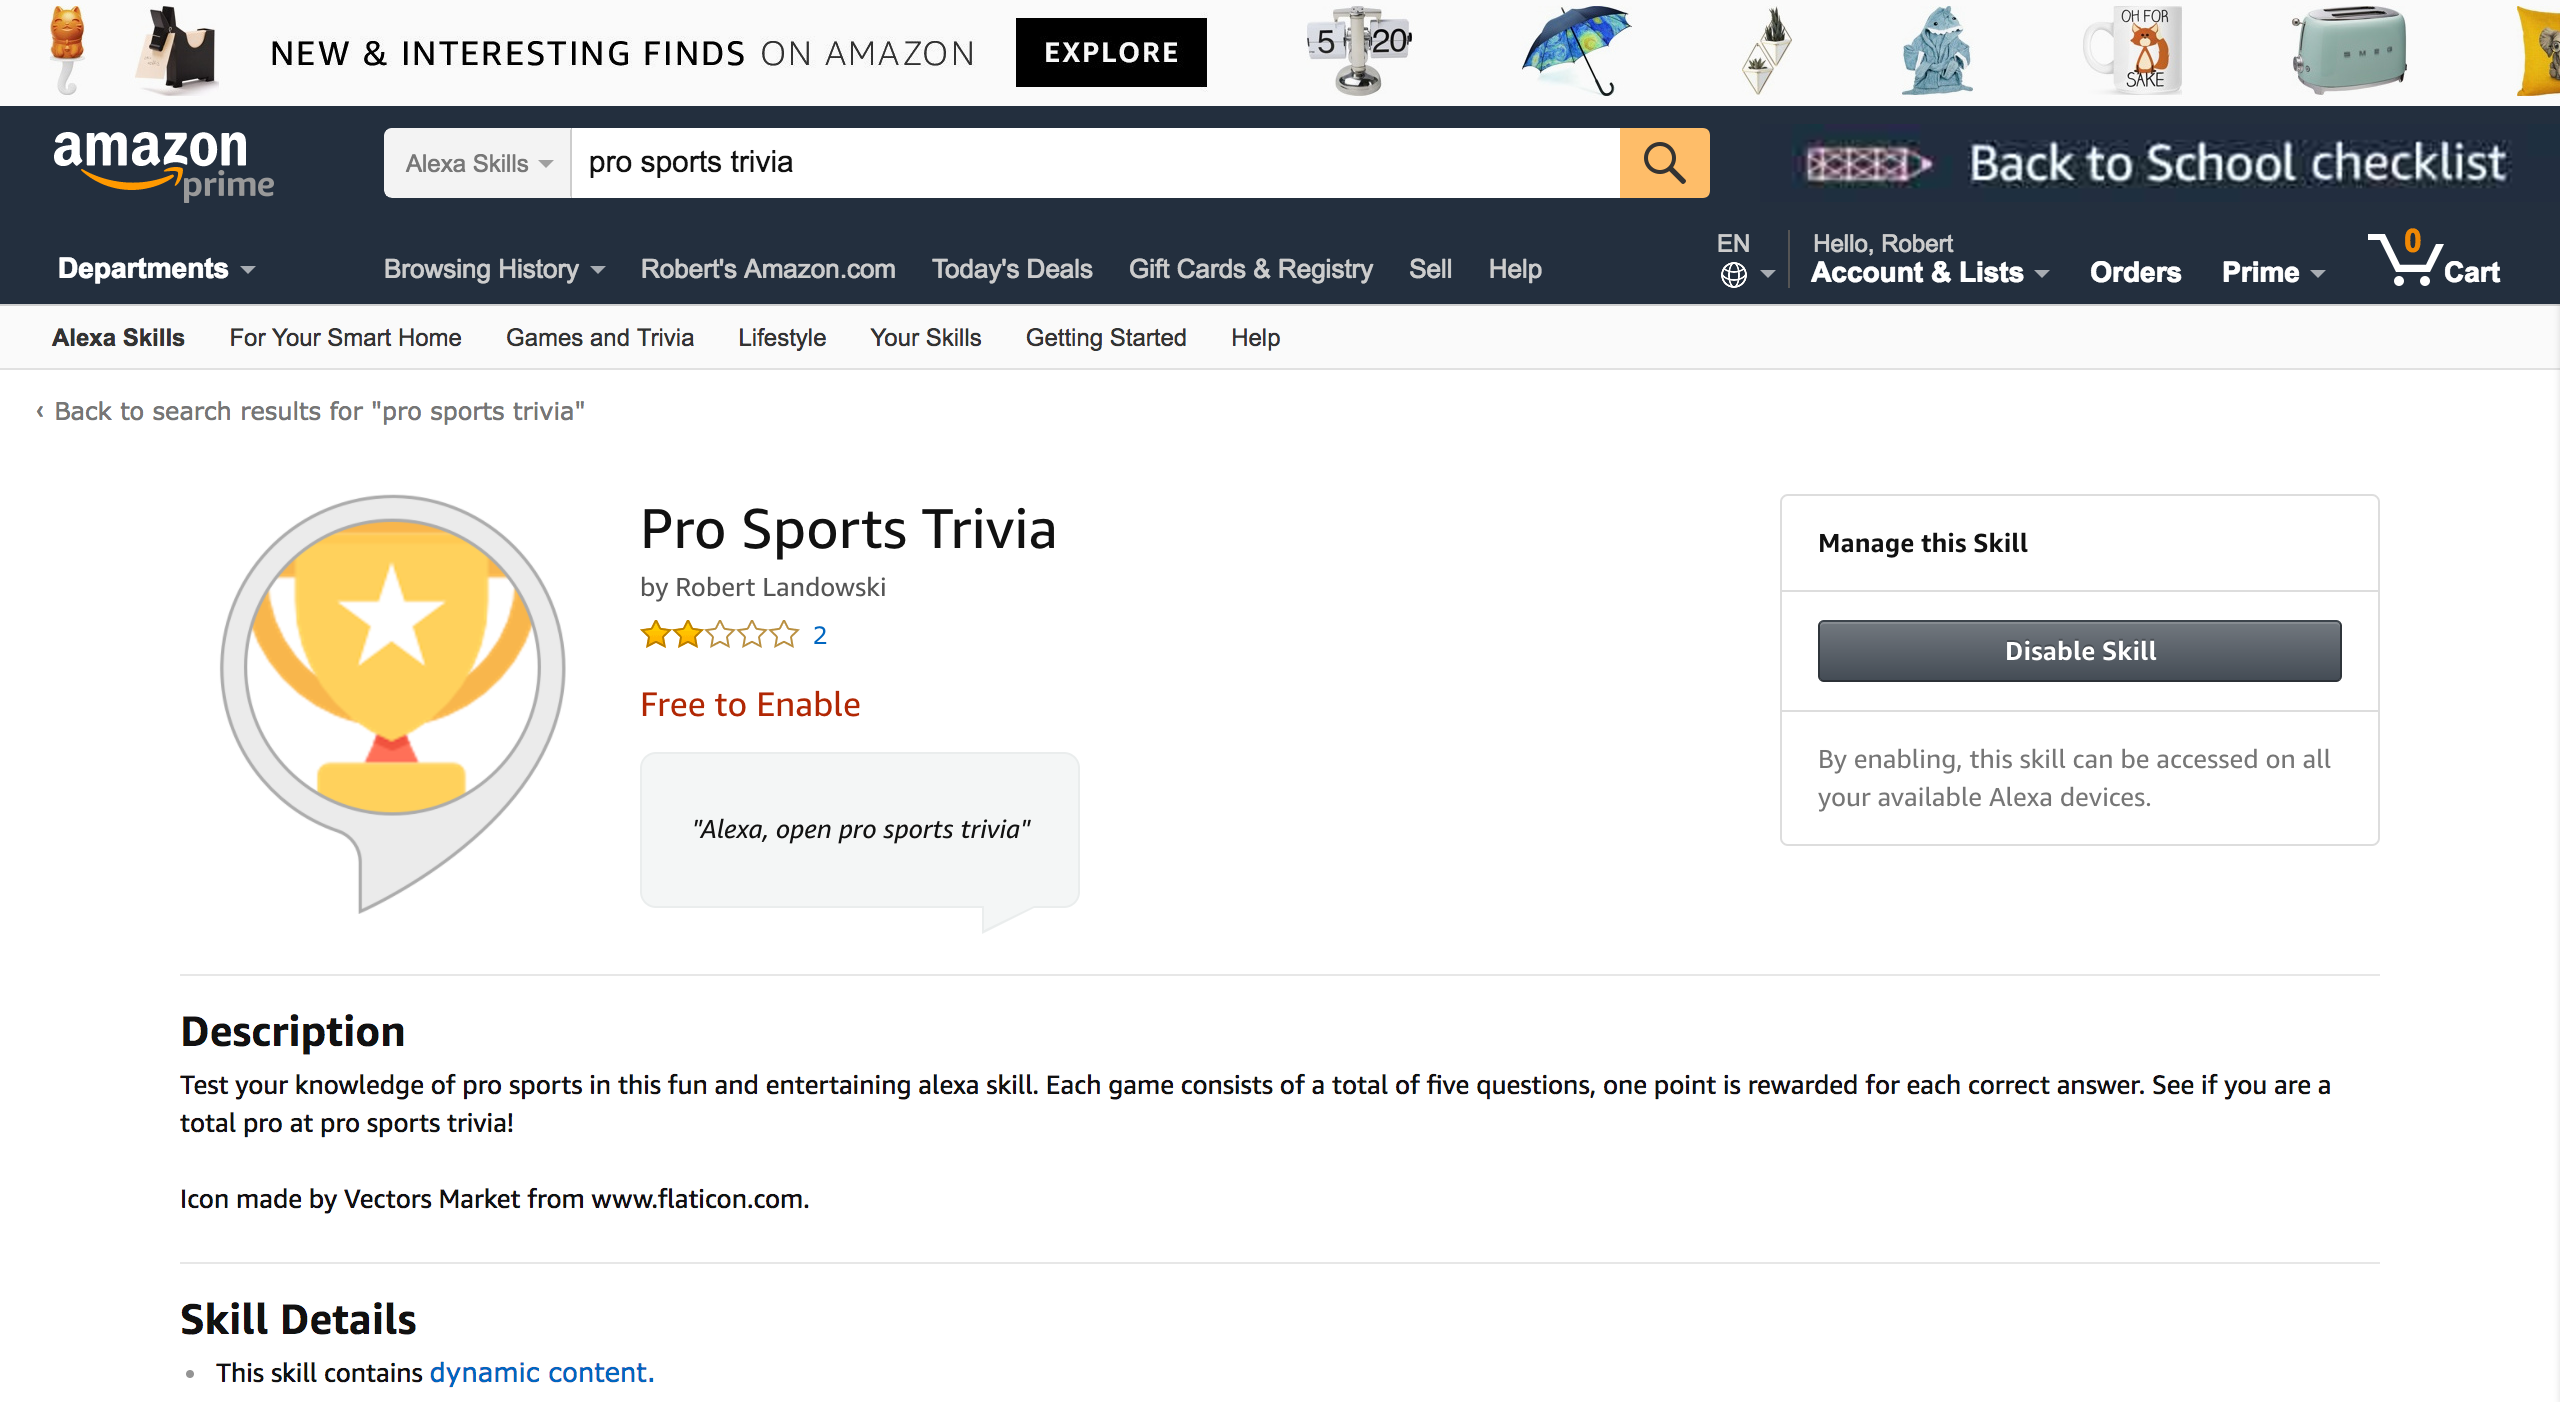 NEW & INTERESTING FINDS ON AMAZON
EXPLORE
5 20
OH FOR
SAKE
SMEG
amazon
prime
Alexa Skills
pro sports trivia
Back to School checklist
Departments
Browsing History
Robert's Amazon.com
Today's Deals
Gift Cards & Registry
Sell
Help
EN
Hello, Robert
Account & Lists
Orders
Prime
0
Cart
Alexa Skills
For Your Smart Home
Games and Trivia
Lifestyle
Your Skills
Getting Started
Help
‹ Back to search results for "pro sports trivia"
Pro Sports Trivia
by Robert Landowski
2
Free to Enable
"Alexa, open pro sports trivia"
Manage this Skill
Disable Skill
By enabling, this skill can be accessed on all
your available Alexa devices.
Description
Test your knowledge of pro sports in this fun and entertaining alexa skill. Each game consists of a total of five questions, one point is rewarded for each correct answer. See if you are a
total pro at pro sports trivia!
Icon made by Vectors Market from www.flaticon.com.
Skill Details
• This skill contains dynamic content.